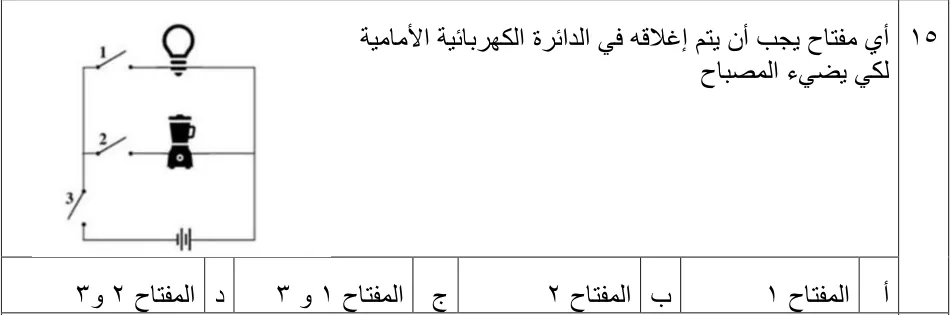 ١٥ أي مفتاح يجب أن يتم إغلاقه في الدائرة الكهربائية الأمامية
لكي يضيء المصباح
1
2
3
أ المفتاح ١ ب المفتاح ٢ ج المفتاح ١ و ٣ د المفتاح ٢ و ٣